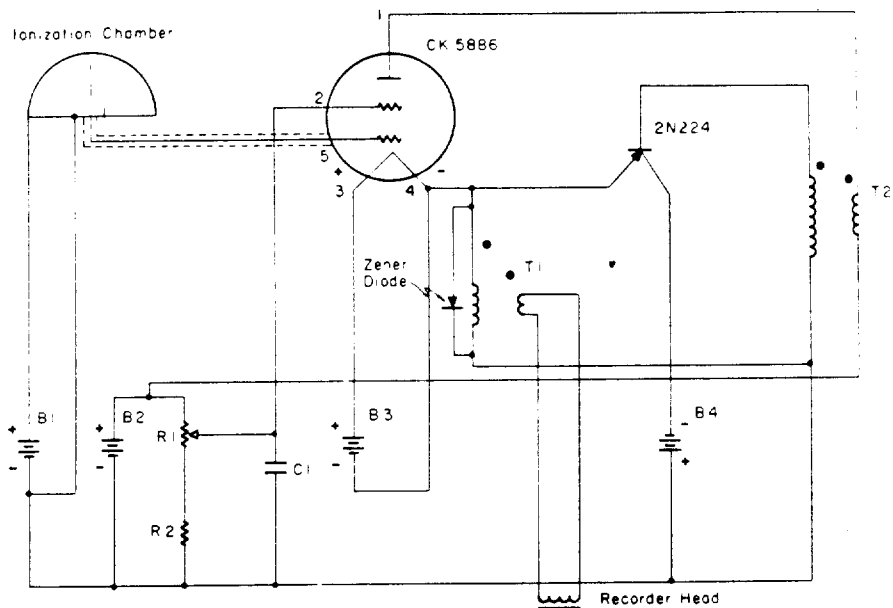 1
Ionization Chamber
CK 5886
2
2N224
5
+
-
3
4
T2
Zener
Diode
T1
B1
B2
B3
B4
+
-
+
-
R1
C1
+
-
-
+
R2
Recorder Head